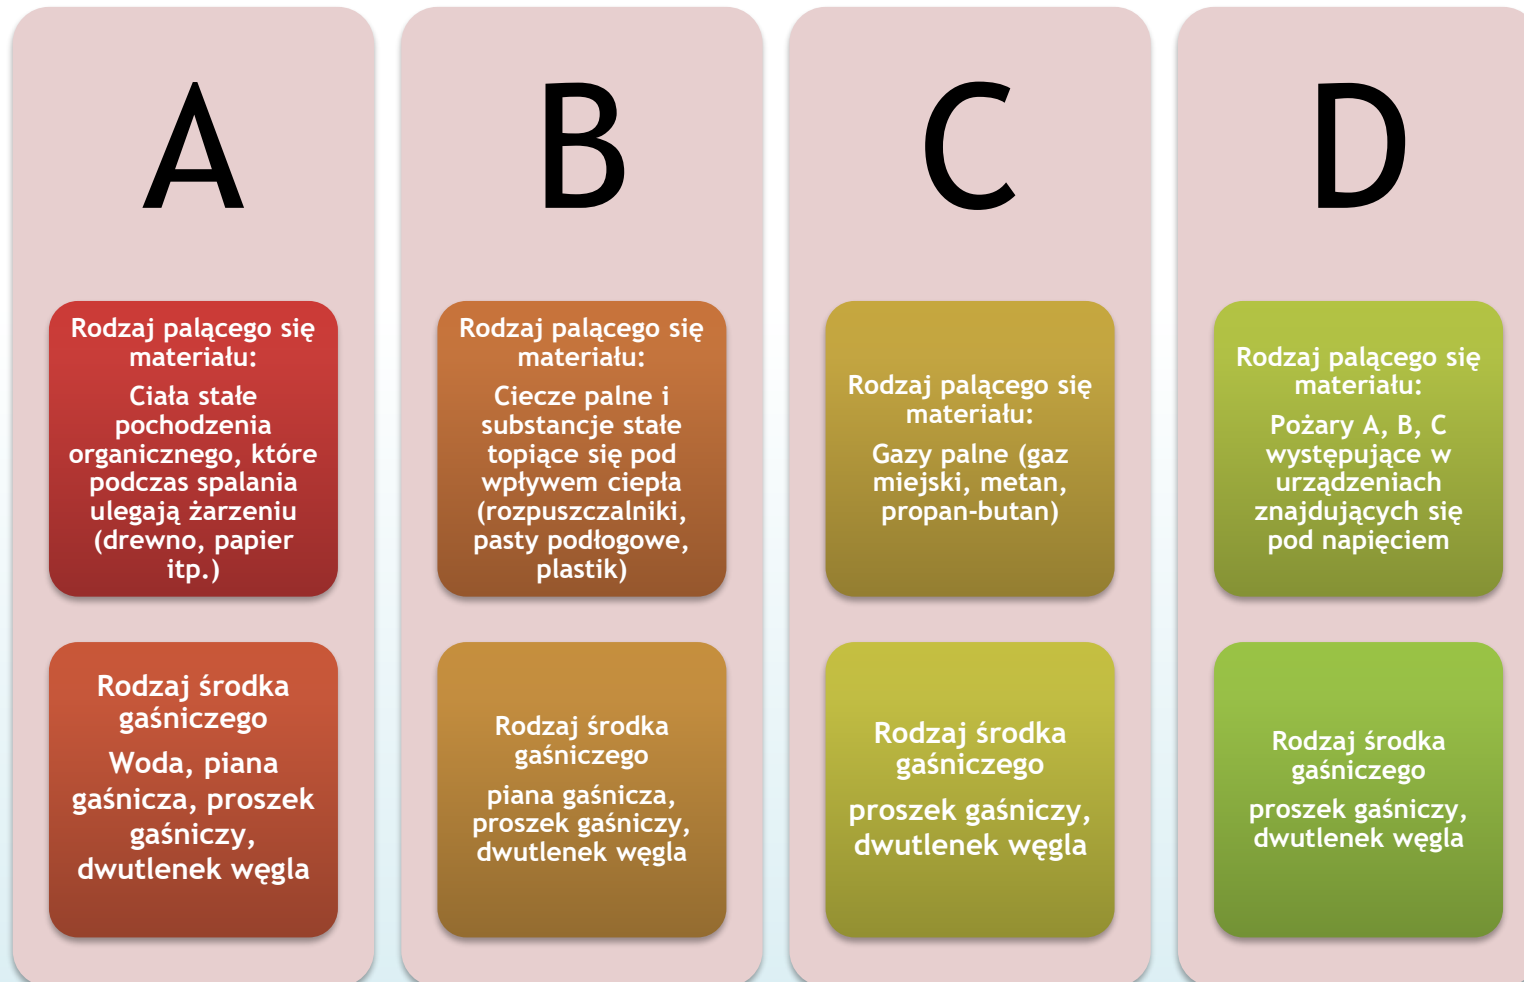 A
Rodzaj palącego się
materiału:
Ciała stałe
pochodzenia
organicznego, które
podczas spalania
ulegają żarzeniu
(drewno, papier
itp.)
Rodzaj środka
gaśniczego
Woda, piana
gaśnicza, proszek
gaśniczy,
dwutlenek węgla
B
Rodzaj palącego się
materiału:
Ciecze palne i
substancje stałe
topiące się pod
wpływem ciepła
(rozpuszczalniki,
pasty podłogowe,
plastik)
Rodzaj środka
gaśniczego
piana gaśnicza,
proszek gaśniczy,
dwutlenek węgla
C
Rodzaj palącego się
materiału:
Gazy palne (gaz
miejski, metan,
propan-butan)
Rodzaj środka
gaśniczego
proszek gaśniczy,
dwutlenek węgla
D
Rodzaj palącego się
materiału:
Pożary A, B, C
występujące w
urządzeniach
znajdujących się
pod napięciem
Rodzaj środka
gaśniczego
proszek gaśniczy,
dwutlenek węgla